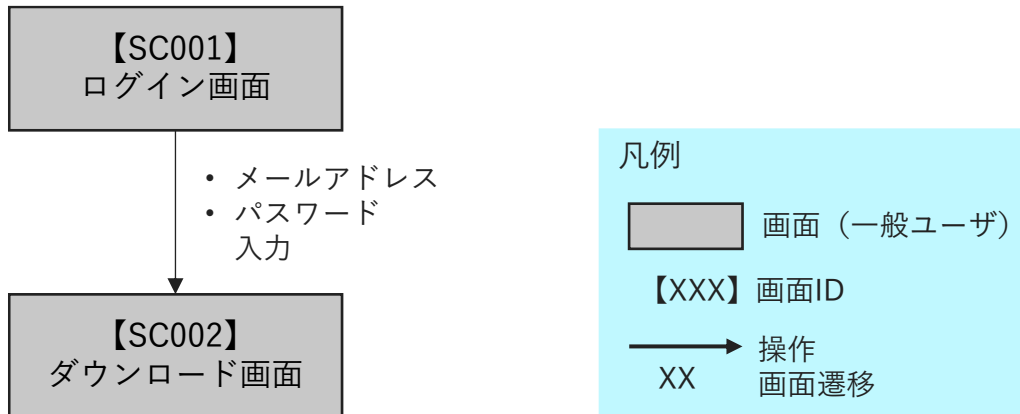 【SC001】
ログイン画面
• メールアドレス
• パスワード
入力
【SC002】
ダウンロード画面
凡例
画面（一般ユーザ）
【XXX】画面ID
操作
XX 画面遷移